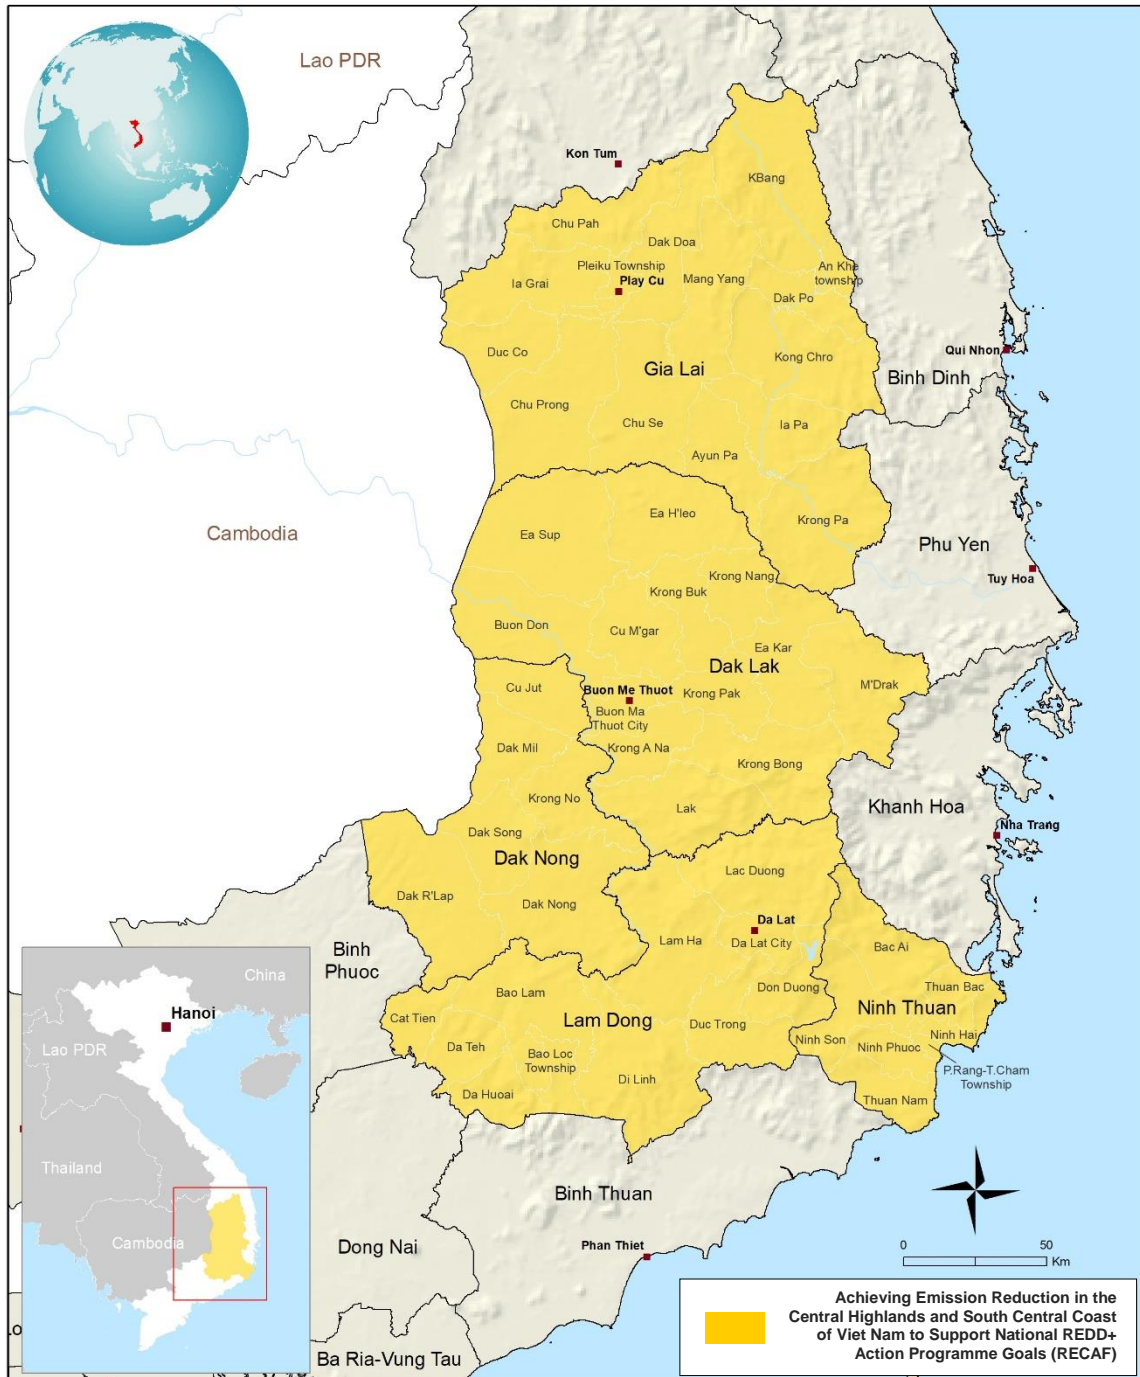 Lao PDR
Kon Tum
KBang
Chu Pah
Dak Doa
Pleiku Township
Mang Yang
An Khe
township
Ia Grai
Play Cu
Dak Po
Qui Nhon
Duc Co
Kong Chro
Gia Lai
Binh Dinh
Chu Prong
Chu Se
Ia Pa
Ayun Pa
Ea H'leo
Krong Pa
Cambodia
Ea Sup
Phu Yen
Krong Nang
Tuy Hoa
Krong Buk
Buon Don
Cu M'gar
Ea Kar
Dak Lak
M'Drak
Cu Jut
Buon Me Thuot
Krong Pak
Buon Ma
Thuot City
Dak Mil
Krong A Na
Krong Bong
Krong No
Lak
Khanh Hoa
Nha Trang
Dak Song
Dak Nong
Lac Duong
Dak R'Lap
Dak Nong
Da Lat
Lam Ha
Da Lat City
Bac Ai
Binh
Phuoc
Don Duong
Thuan Bac
Bao Lam
Ninh Thuan
Cat Tien
Lam Dong
Duc Trong
Ninh Hai
Ninh Son
Ninh Phuoc
Da Teh
Bao Loc
Township
P.Rang-T.Cham
Township
Di Linh
Da Huoai
Thuan Nam
China
Hanoi
Lao PDR
Thailand
Cambodia
Binh Thuan
Dong Nai
Phan Thiet
Ba Ria-Vung Tau
0 50
Km
Achieving Emission Reduction in the
Central Highlands and South Central Coast
of Viet Nam to Support National REDD+
Action Programme Goals (RECAF)